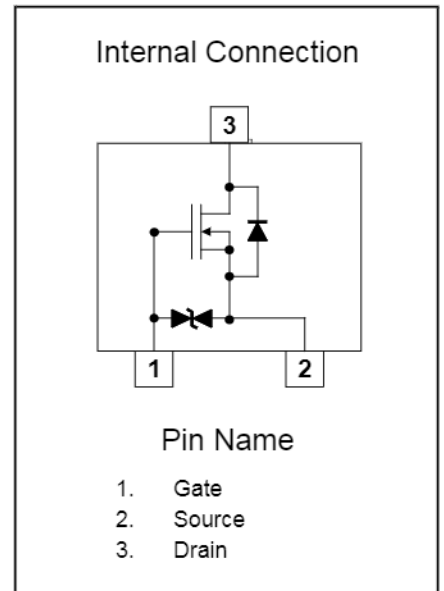 Internal Connection
3
1
2
Pin Name
1. Gate
2. Source
3. Drain